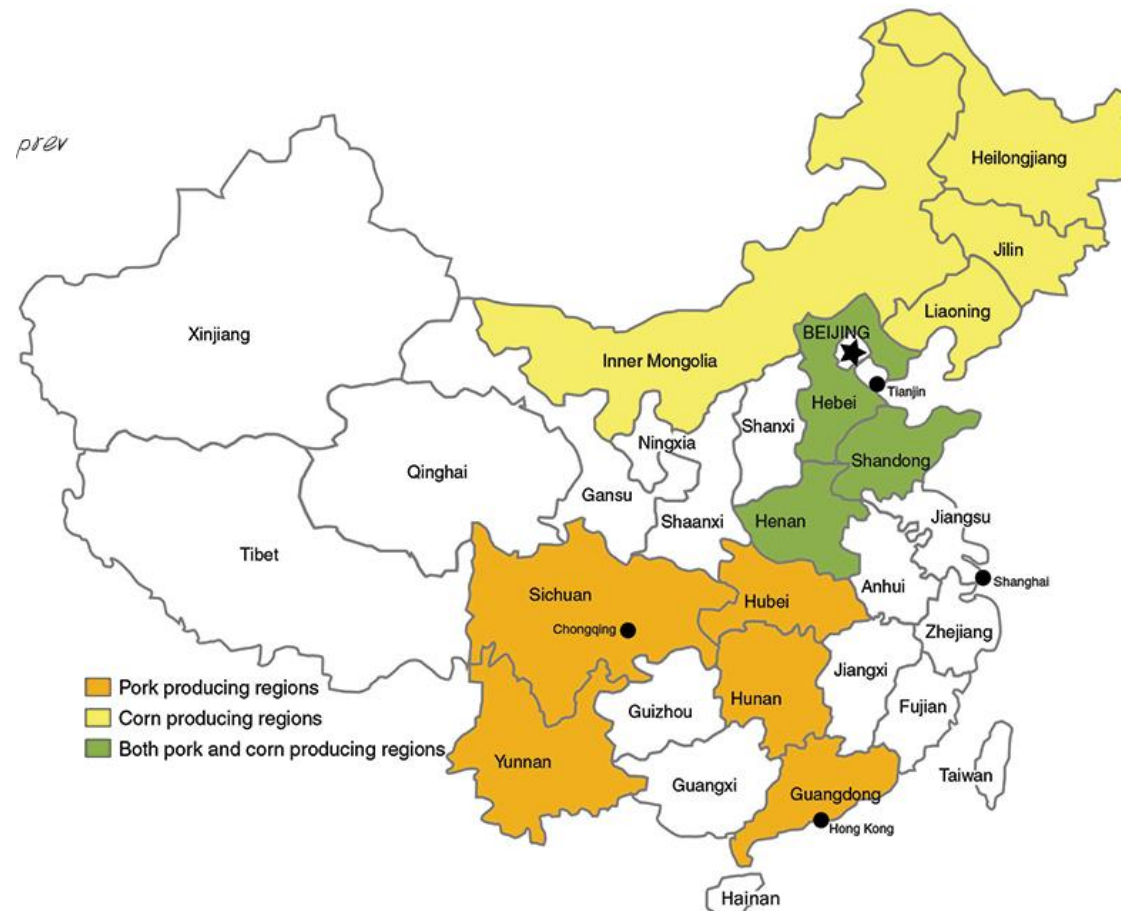 prev
Heilongjiang
Jilin
Liaoning
Xinjiang
BEIJING
Inner Mongolia
Tianjin
Hebei
Shanxi
Ningxia
Shandong
Qinghai
Gansu
Jiangsu
Henan
Shaanxi
Tibet
Shanghai
Anhui
Sichuan
Hubei
Chongqing
Zhejiang
Jiangxi
Pork producing regions
Hunan
Guizhou
Fujian
Corn producing regions
Both pork and corn producing regions
Yunnan
Taiwan
Guangxi
Guangdong
Hong Kong
Hainan